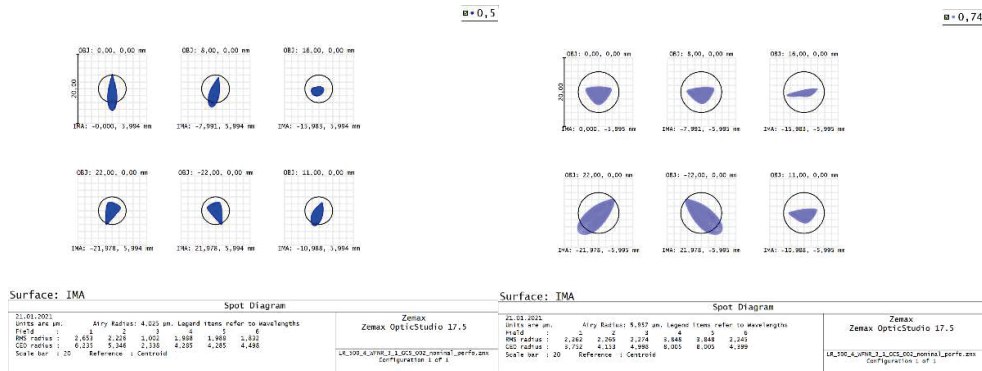 0,5
OBJ: 0,00, 0,00 mm
OBJ: 8,00, 0,00 mm
OBJ: 16,00, 0,00 mm
20,00
IMA: -0,000, 5,994 mm
IMA: -7,991, 5,994 mm
IMA: -15,983, 5,994 mm
OBJ: 22,00, 0,00 mm
OBJ: -22,00, 0,00 mm
OBJ: 11,00, 0,00 mm
IMA: -21,978, 5,994 mm
IMA: 21,978, 5,994 mm
IMA: -10,988, 5,994 mm
Surface: IMA
Spot Diagram
21.01.2021
Units are µm. Airy Radius: 4,025 µm. Legend items refer to Wavelengths
Field : 1 2 3 4 5 6
RMS radius : 2,653 2,226 1,002 1,988 1,988 1,832
GEO radius : 6,235 5,346 2,338 4,285 4,285 4,498
Scale bar : 20 Reference : Centroid
Zemax
Zemax OpticStudio 17.5
LR_500_4_WFNR_3_1_GCS_002_nominal_perfo.zmx
Configuration 1 of 1
0,74
OBJ: 0,00, 0,00 mm
OBJ: 8,00, 0,00 mm
OBJ: 16,00, 0,00 mm
20,00
IMA: 0,000, -5,995 mm
IMA: -7,991, -5,995 mm
IMA: -15,983, -5,995 mm
OBJ: 22,00, 0,00 mm
OBJ: -22,00, 0,00 mm
OBJ: 11,00, 0,00 mm
IMA: -21,978, -5,995 mm
IMA: 21,978, -5,995 mm
IMA: -10,988, -5,995 mm
Surface: IMA
Spot Diagram
21.01.2021
Units are µm. Airy Radius: 5,957 µm. Legend items refer to Wavelengths
Field : 1 2 3 4 5 6
RMS radius : 2,262 2,265 2,274 3,848 3,848 2,245
GEO radius : 3,752 4,153 4,998 8,005 8,005 4,399
Scale bar : 20 Reference : Centroid
Zemax
Zemax OpticStudio 17.5
LR_500_4_WFNR_3_1_GCS_002_nominal_perfo.zmx
Configuration 1 of 1